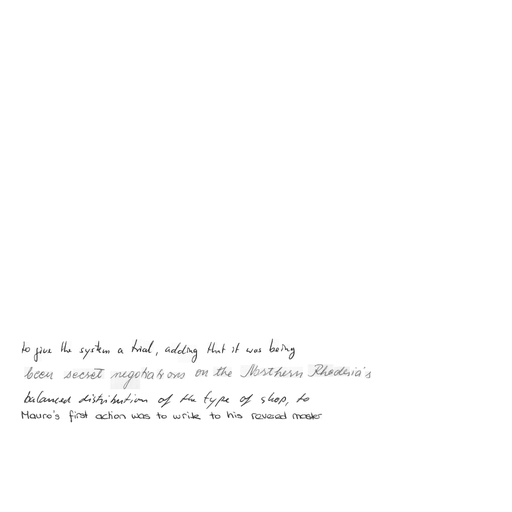 to give the system a trial, adding that it was being
been secret negotiations on the Northern Rhodesia's
balanced distribution of the type of shop, to
Mauro's first action was to write to his revered master